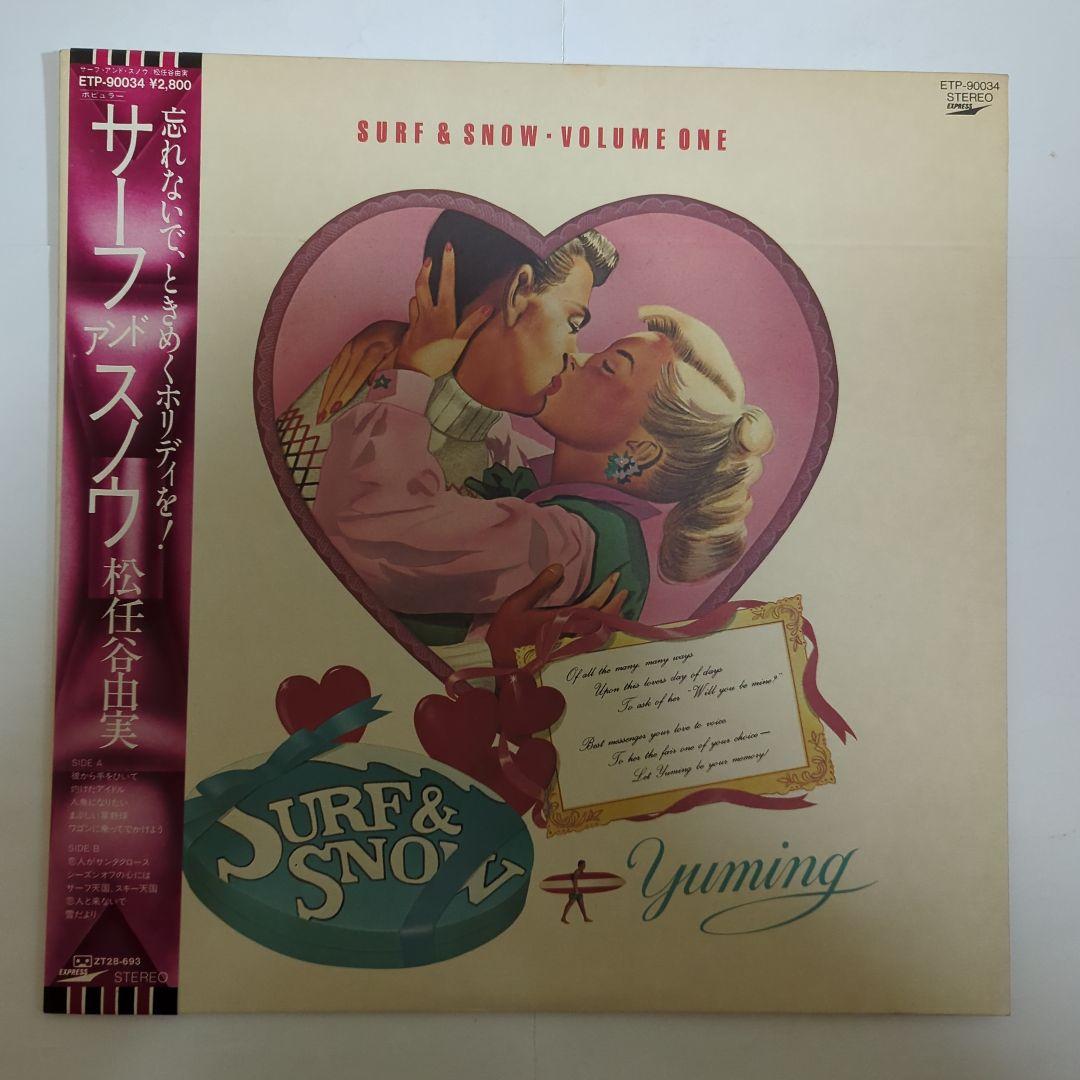 サーフ・アンド・スノウ/松任谷由実
ETP-90034 ¥2,800
ポピュラー
忘れないで、ときめくホリディを!
サーフ
アンド
スノウ
松任谷由実
SIDE A
彼から手をひいて
灼けたアイドル
人魚になりたい
まぶしい草野球
ワゴンに乗ってでかけよう
SIDE B
恋人がサンタクロース
シーズンオフの心には
サーフ天国、スキー天国
恋人と来ないで
雪だより
ZT28-693
EXPRESS STEREO
ETP-90034
STEREO
EXPRESS
SURF & SNOW・VOLUME ONE
Of all the many, many ways
Upon this lovers day of days
To ask of her "Will you be mine?"
Best messenger your love to voice
To her the fair one of your choice—
Let Yuming be your memory!
SURF &
SNOW
Yuming